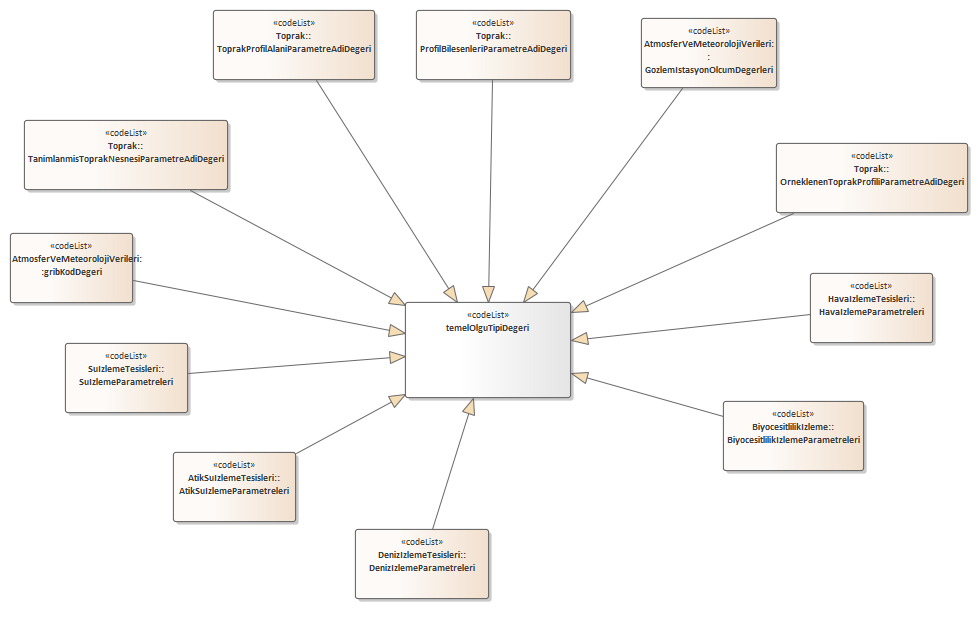 «codeList»
Toprak::
ToprakProfilAlaniParametreAdiDegeri
«codeList»
Toprak::
ProfilBilesenleriParametreAdiDegeri
«codeList»
AtmosferVeMeteorolojiVerileri:
:
GozlemIstasyonOlcumDegerleri
«codeList»
Toprak::
TanimlanmisToprakNesnesiParametreAdiDegeri
«codeList»
Toprak::
OrneklenenToprakProfiliParametreAdiDegeri
«codeList»
AtmosferVeMeteorolojiVerileri:
:gribKodDegeri
«codeList»
HavaIzlemeTesisleri::
HavaIzlemeParametreleri
«codeList»
temelOlguTipiDegeri
«codeList»
SuIzlemeTesisleri::
SuIzlemeParametreleri
«codeList»
BiyocesitlilikIzleme::
BiyocesitlilikIzlemeParametreleri
«codeList»
AtikSuIzlemeTesisleri::
AtikSuIzlemeParametreleri
«codeList»
DenizIzlemeTesisleri::
DenizIzlemeParametreleri